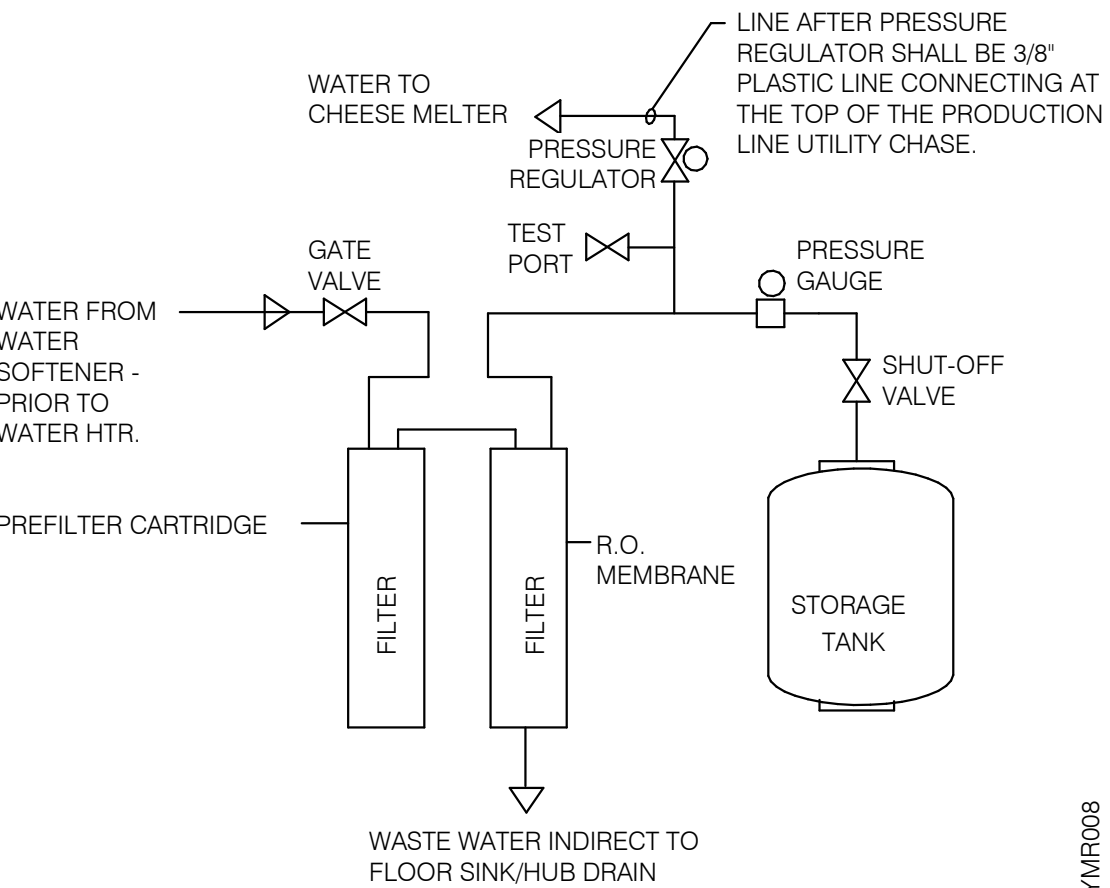 LINE AFTER PRESSURE
REGULATOR SHALL BE 3/8"
PLASTIC LINE CONNECTING AT
THE TOP OF THE PRODUCTION
LINE UTILITY CHASE.
WATER TO
CHEESE MELTER
PRESSURE
REGULATOR
TEST
PORT
GATE
VALVE
PRESSURE
GAUGE
WATER FROM
WATER
SOFTENER -
PRIOR TO
WATER HTR.
SHUT-OFF
VALVE
PREFILTER CARTRIDGE
FILTER
FILTER
R.O.
MEMBRANE
STORAGE
TANK
WASTE WATER INDIRECT TO
FLOOR SINK/HUB DRAIN
YMR008